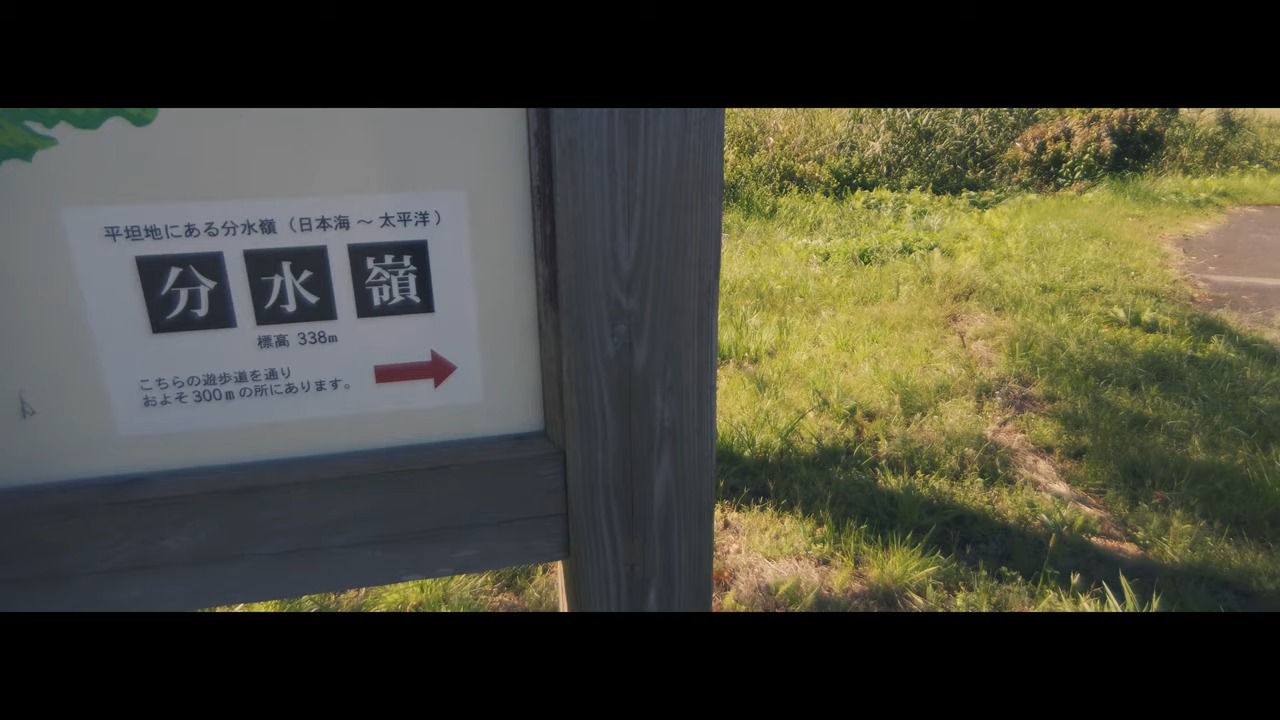 平坦地にある分水嶺（日本海 ～ 太平洋）
分水嶺
標高 338m
こちらの遊歩道を通り
およそ300mの所にあります。